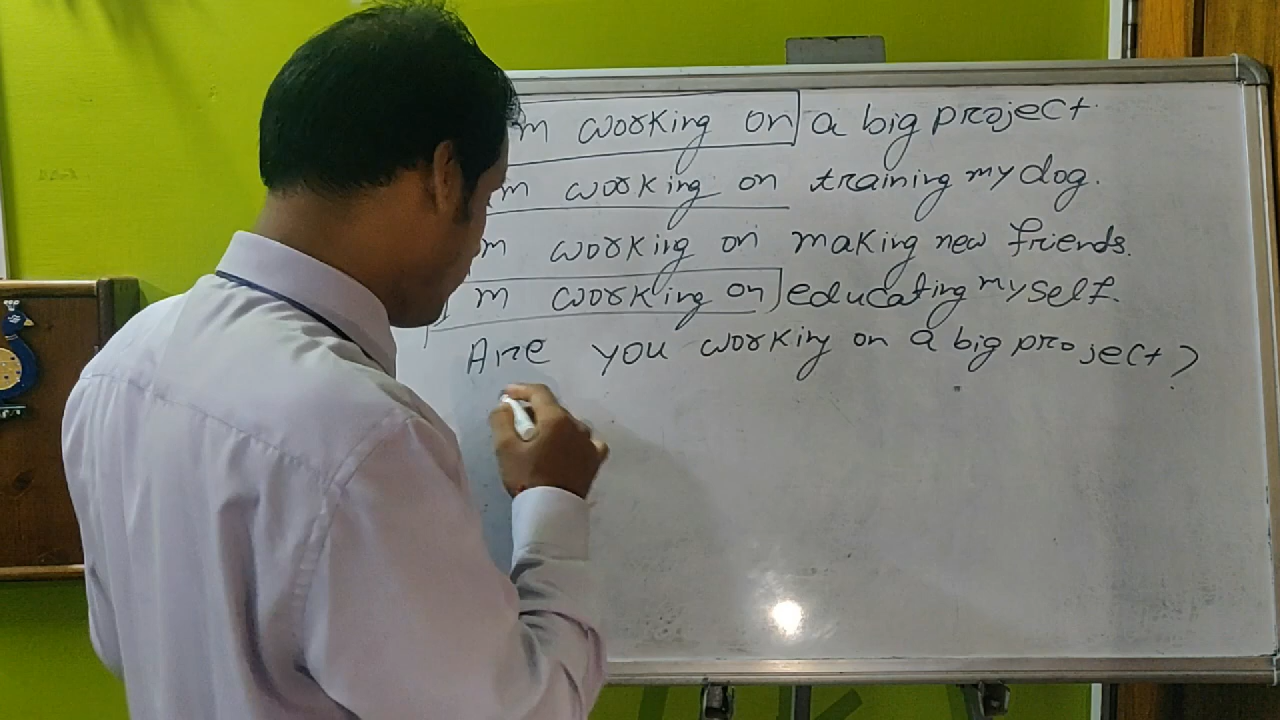 m working on a big project.
m working on training my dog.
m working on making new friends.
m working on educating myself.
Are you working on a big project?